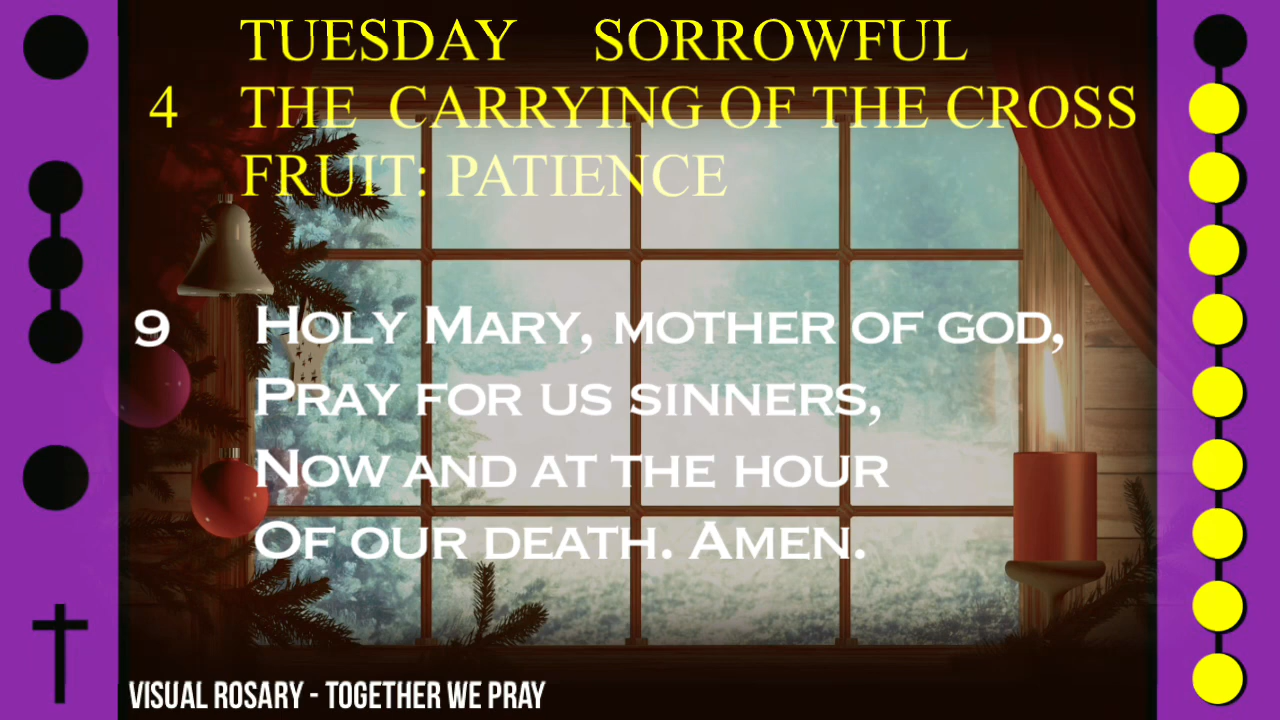 TUESDAY SORROWFUL
4 THE CARRYING OF THE CROSS
FRUIT: PATIENCE
9 HOLY MARY, MOTHER OF GOD,
PRAY FOR US SINNERS,
NOW AND AT THE HOUR
OF OUR DEATH. AMEN.
VISUAL ROSARY - TOGETHER WE PRAY